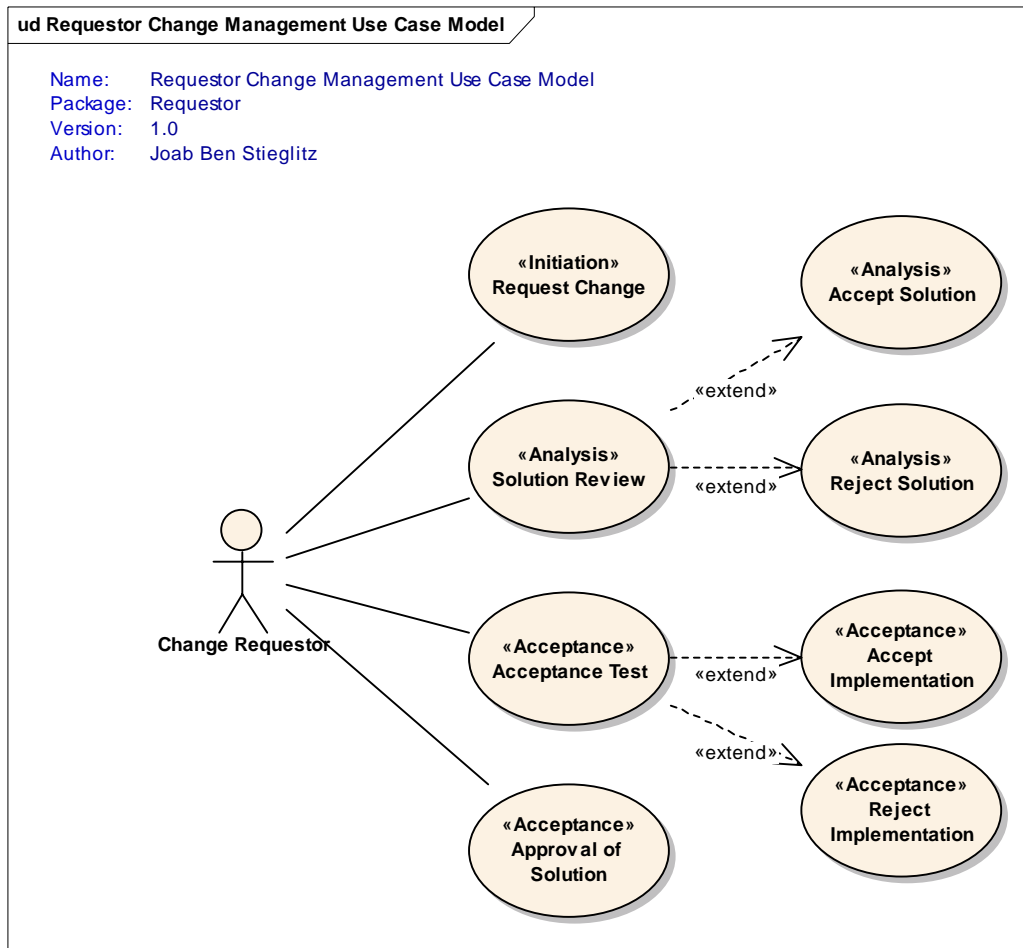 ud Requestor Change Management Use Case Model
Name: Requestor Change Management Use Case Model
Package: Requestor
Version: 1.0
Author: Joab Ben Stieglitz
«Initiation»
Request Change
«Analysis»
Accept Solution
«extend»
«Analysis»
Solution Review
«Analysis»
Reject Solution
«extend»
Change Requestor
«Acceptance»
Acceptance Test
«Acceptance»
Accept
Implementation
«extend»
«extend»
«Acceptance»
Reject
Implementation
«Acceptance»
Approval of
Solution